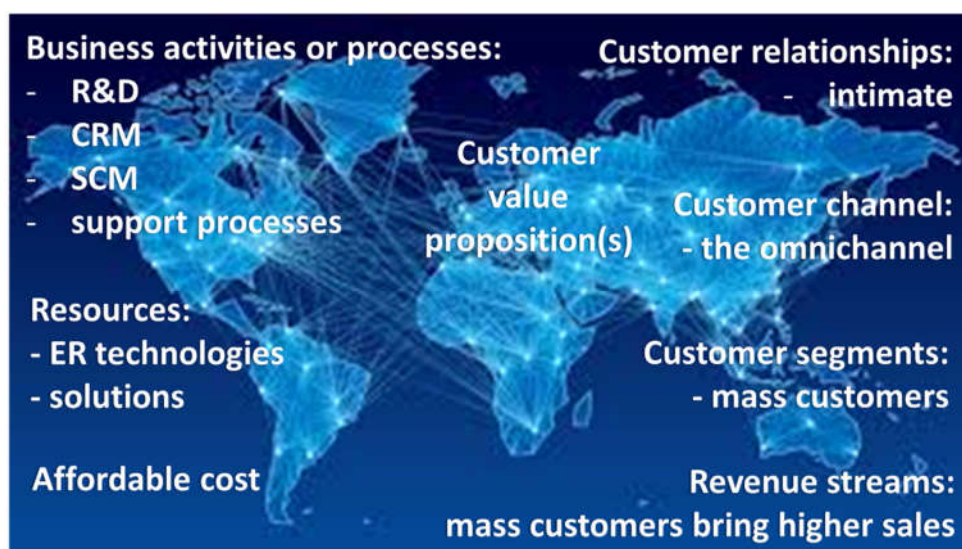 Business activities or processes:
- R&D
- CRM
- SCM
- support processes
Resources:
- ER technologies
- solutions
Affordable cost
Customer
value
proposition(s)
Customer relationships:
- intimate
Customer channel:
- the omnichannel
Customer segments:
- mass customers
Revenue streams:
mass customers bring higher sales